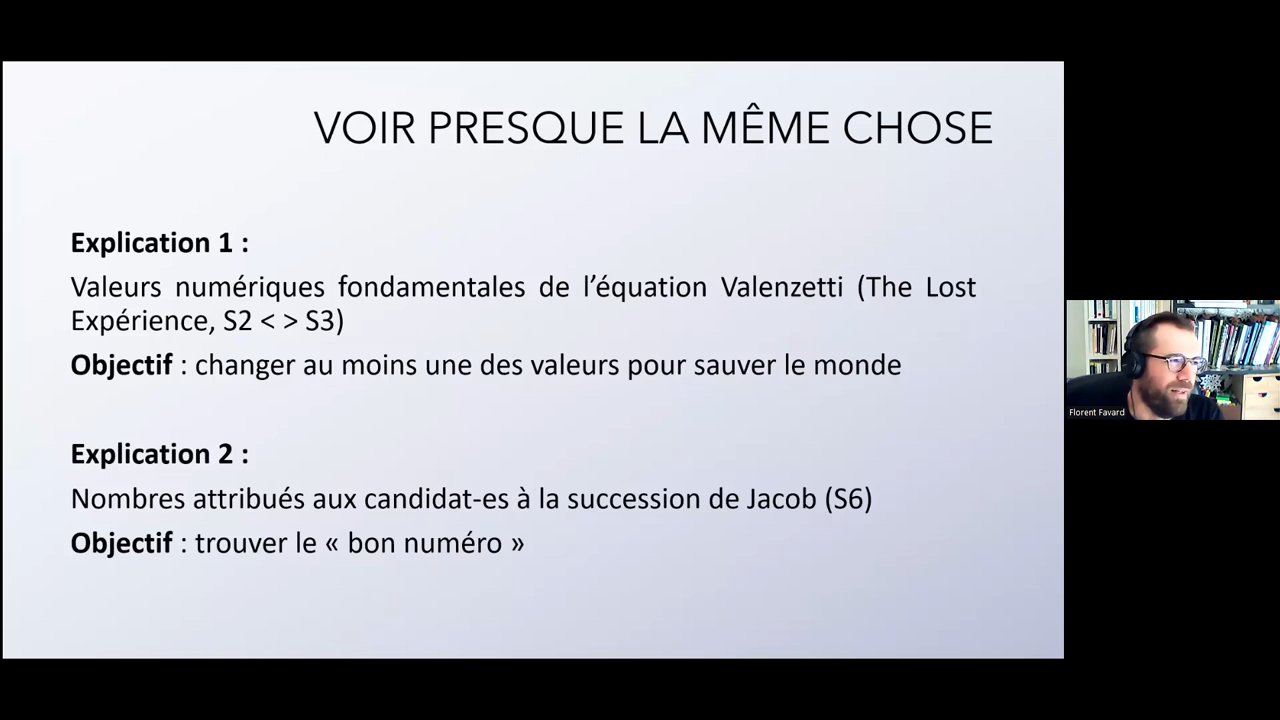 VOIR PRESQUE LA MÊME CHOSE
Explication 1 :
Valeurs numériques fondamentales de l’équation Valenzetti (The Lost
Expérience, S2 < > S3)
Objectif : changer au moins une des valeurs pour sauver le monde
Explication 2 :
Nombres attribués aux candidat-es à la succession de Jacob (S6)
Objectif : trouver le « bon numéro »
Florent Favard